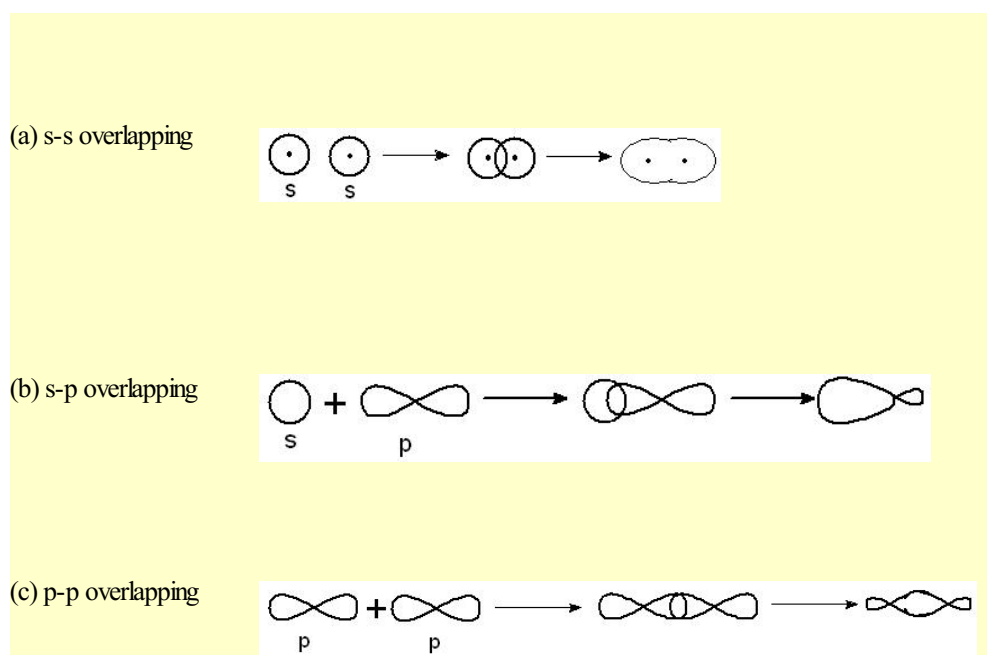 (a) s-s overlapping
s s
(b) s-p overlapping
+
s
p
(c) p-p overlapping
+
p p